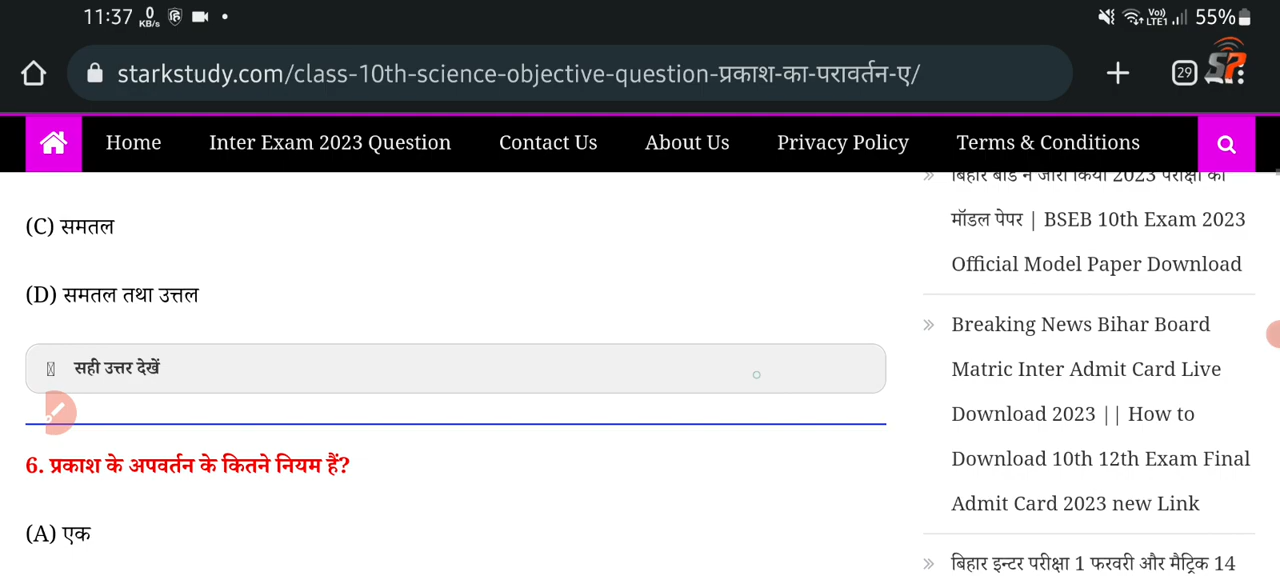 11:37 0 KB/s Vo) LTE1 55%
starkstudy.com/class-10th-science-objective-question-प्रकाश-का-परावर्तन-ए/
29
Home Inter Exam 2023 Question Contact Us About Us Privacy Policy Terms & Conditions
(C) समतल
(D) समतल तथा उत्तल
सही उत्तर देखें
6. प्रकाश के अपवर्तन के कितने नियम हैं?
(A) एक
बिहार बोर्ड ने जारी किया 2023 परीक्षा का
मॉडल पेपर | BSEB 10th Exam 2023
Official Model Paper Download
Breaking News Bihar Board
Matric Inter Admit Card Live
Download 2023 || How to
Download 10th 12th Exam Final
Admit Card 2023 new Link
बिहार इन्टर परीक्षा 1 फरवरी और मैट्रिक 14